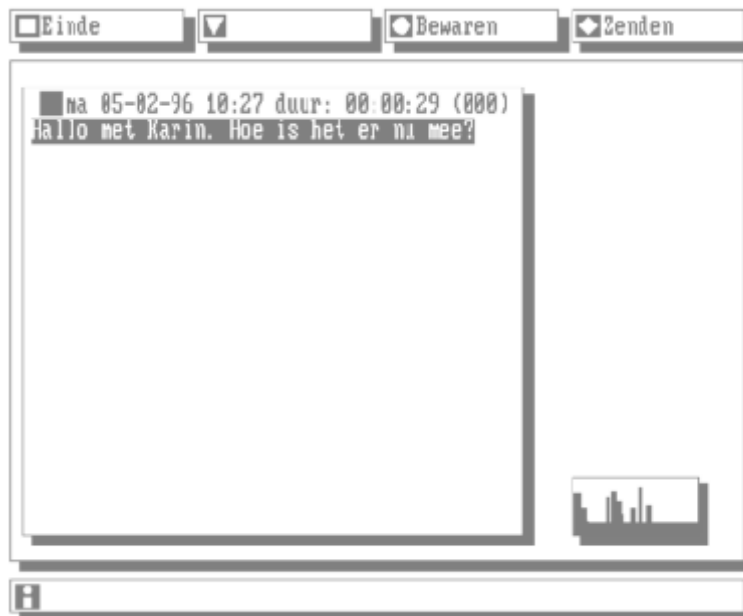 Einde
Bewaren
Zenden
ma 05-02-96 10:27 duur: 00:00:29 (000)
Hallo met Karin. Hoe is het er nu mee?